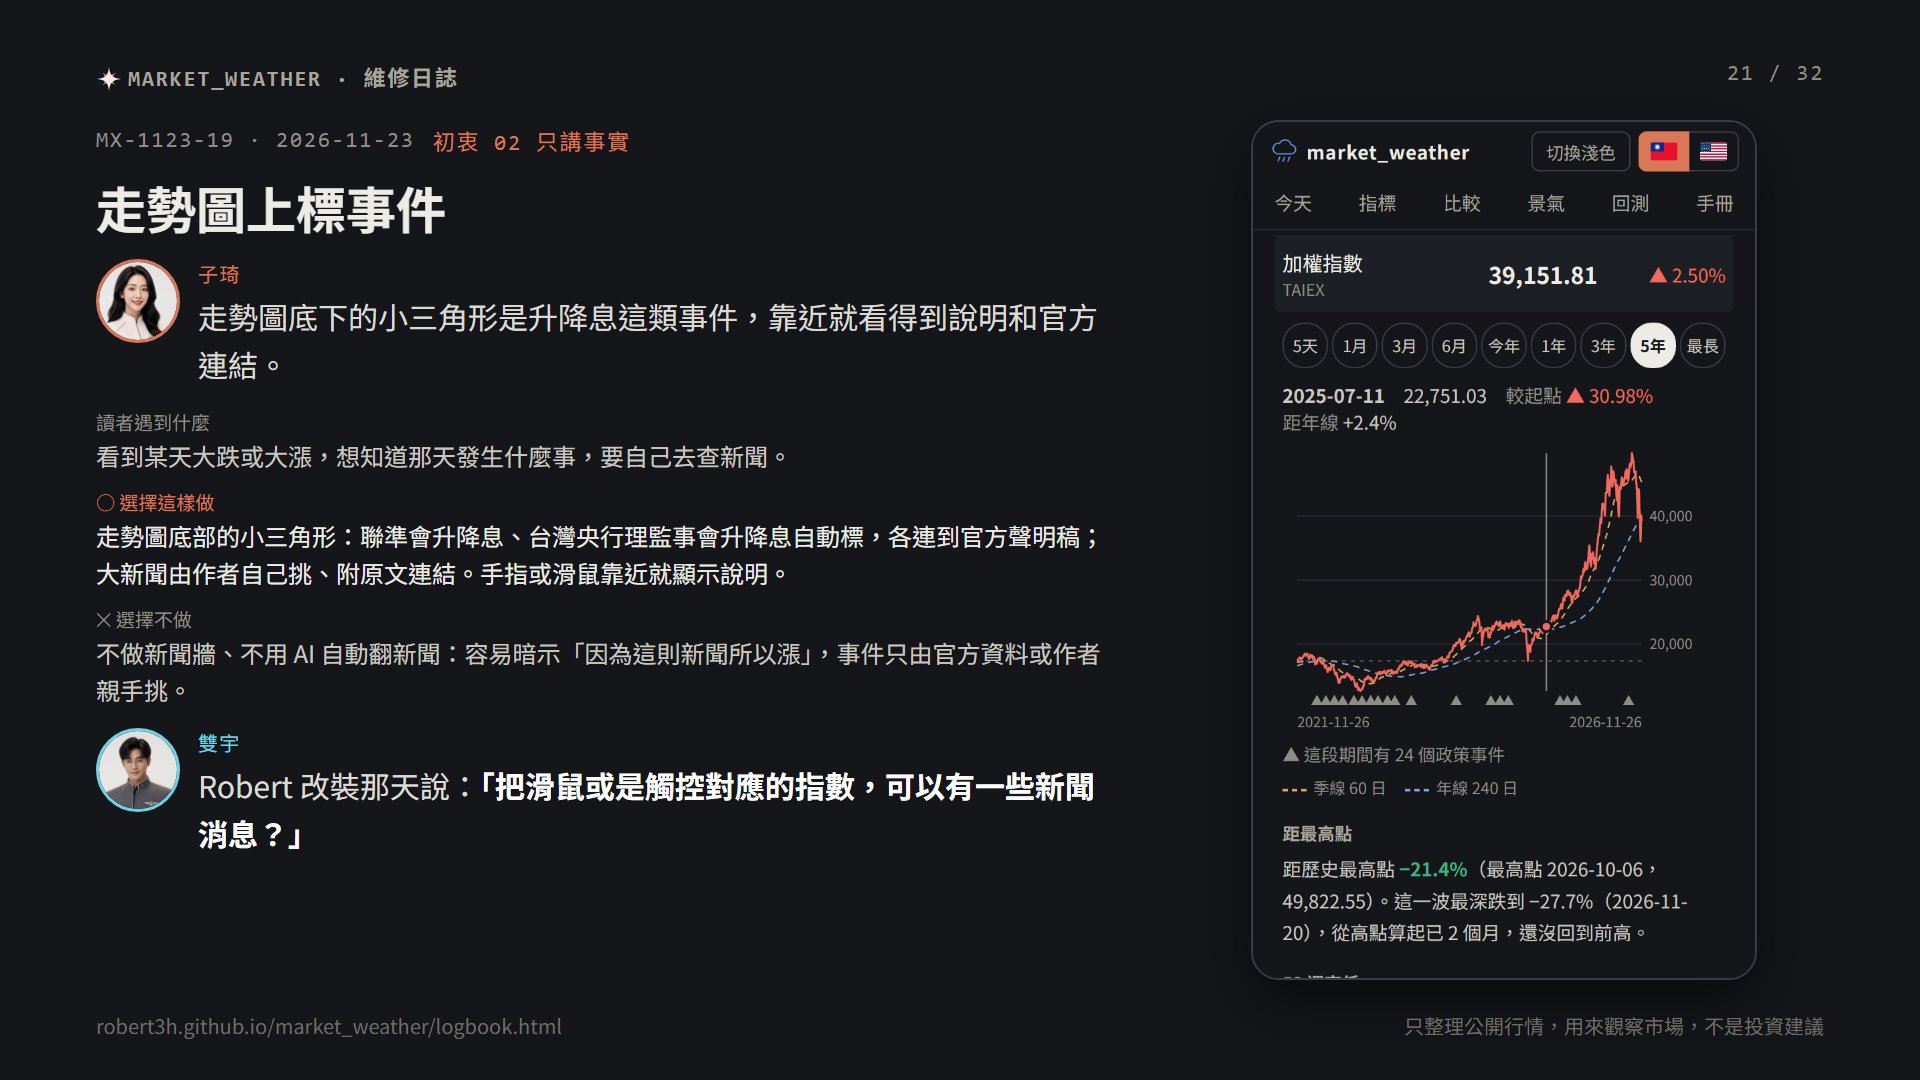 MARKET_WEATHER · 維修日誌
21 / 32
MX-1123-19 · 2026-11-23 初衷 02 只講事實
走勢圖上標事件
子琦
走勢圖底下的小三角形是升降息這類事件，靠近就看得到說明和官方
連結。
讀者遇到什麼
看到某天大跌或大漲，想知道那天發生什麼事，要自己去查新聞。
○ 選擇這樣做
走勢圖底部的小三角形：聯準會升降息、台灣央行理監事會升降息自動標，各連到官方聲明稿；
大新聞由作者自己挑、附原文連結。手指或滑鼠靠近就顯示說明。
× 選擇不做
不做新聞牆、不用 AI 自動翻新聞：容易暗示「因為這則新聞所以漲」，事件只由官方資料或作者
親手挑。
雙宇
Robert 改裝那天說：「把滑鼠或是觸控對應的指數，可以有一些新聞
消息？」
market_weather
切換淺色
今天 指標 比較 景氣 回測 手冊
加權指數
TAIEX
39,151.81
▲ 2.50%
5天 1月 3月 6月 今年 1年 3年 5年 最長
2025-07-11 22,751.03 較起點 ▲ 30.98%
距年線 +2.4%
40,000
30,000
20,000
2021-11-26 2026-11-26
▲ 這段期間有 24 個政策事件
季線 60 日 年線 240 日
距最高點
距歷史最高點 −21.4%（最高點 2026-10-06，
49,822.55）。這一波最深跌到 −27.7%（2026-11-
20），從高點算起已 2 個月，還沒回到前高。
robert3h.github.io/market_weather/logbook.html
只整理公開行情，用來觀察市場，不是投資建議